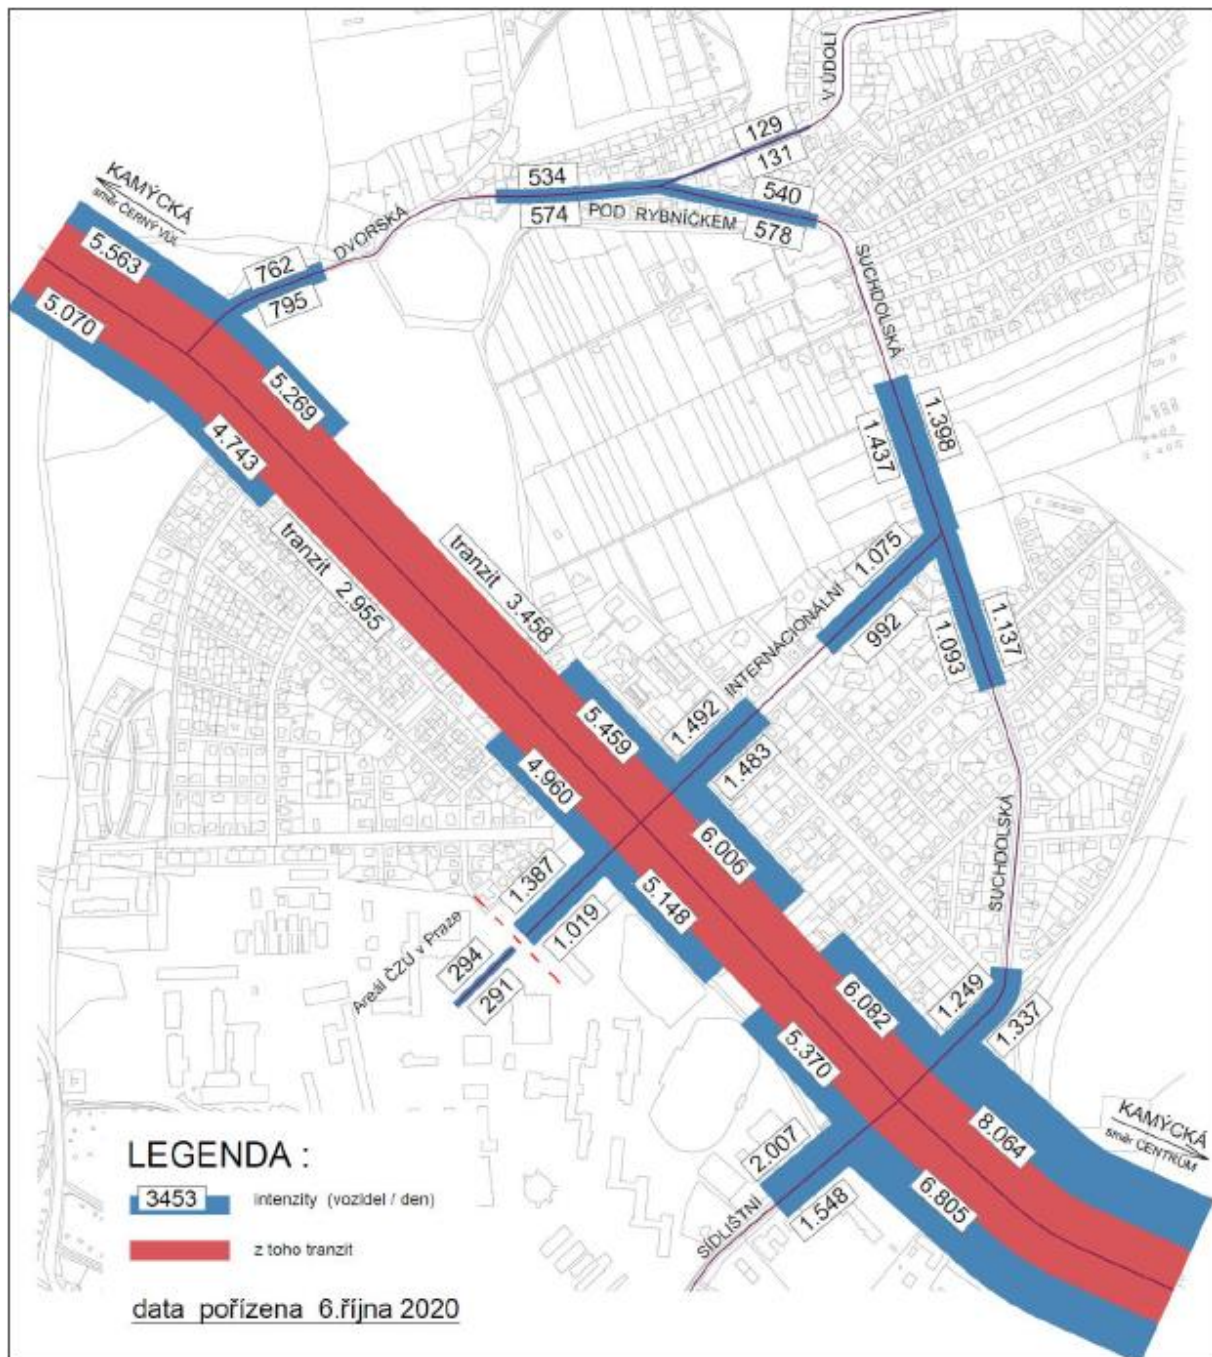 V ÚDOLÍ
129
131
KAMÝCKÁ
směr ČERNÝ VŮL
534
574
POD RYBNÍČKEM
540
578
DVORSKÁ
762
795
5.563
5.070
SUCHDOLSKÁ
5.269
4.743
1.398
1.437
tranzit 2.955
tranzit 3.458
1.075
INTERNACIONÁLNÍ
992
1.137
1.093
1.492
1.483
5.459
4.960
6.006
5.148
SUCHDOLSKÁ
1.387
1.019
Areál ČZU v Praze
294
291
6.082
5.370
1.249
1.337
8.064
6.805
KAMÝCKÁ
směr CENTRUM
2.007
1.548
SÍDLIŠTNÍ
LEGENDA :
3453 intenzity (vozidel / den)
z toho tranzit
data pořízena 6.října 2020